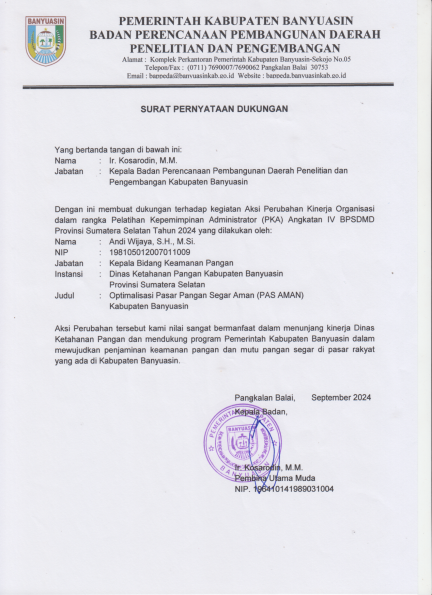 BANYUASIN
PEMERINTAH KABUPATEN BANYUASIN
BADAN PERENCANAAN PEMBANGUNAN DAERAH
PENELITIAN DAN PENGEMBANGAN
Alamat : Komplek Perkantoran Pemerintah Kabupaten Banyuasin-Sekojo No.05
Telepon/Fax : (0711) 7690007/7690062 Pangkalan Balai 30753
Email : bappeda@banyuasinkab.go.id Website : bappeda.banyuasinkab.go.id
SURAT PERNYATAAN DUKUNGAN
Yang bertanda tangan di bawah ini:
Nama : Ir. Kosarodin, M.M.
Jabatan : Kepala Badan Perencanaan Pembangunan Daerah Penelitian dan
Pengembangan Kabupaten Banyuasin
Dengan ini membuat dukungan terhadap kegiatan Aksi Perubahan Kinerja Organisasi
dalam rangka Pelatihan Kepemimpinan Administrator (PKA) Angkatan IV BPSDMD
Provinsi Sumatera Selatan Tahun 2024 yang dilakukan oleh:
Nama : Andi Wijaya, S.H., M.Si.
NIP : 198105012007011009
Jabatan : Kepala Bidang Keamanan Pangan
Instansi : Dinas Ketahanan Pangan Kabupaten Banyuasin
Provinsi Sumatera Selatan
Judul : Optimalisasi Pasar Pangan Segar Aman (PAS AMAN)
Kabupaten Banyuasin
Aksi Perubahan tersebut kami nilai sangat bermanfaat dalam menunjang kinerja Dinas
Ketahanan Pangan dan mendukung program Pemerintah Kabupaten Banyuasin dalam
mewujudkan penjaminan keamanan pangan dan mutu pangan segar di pasar rakyat
yang ada di Kabupaten Banyuasin.
Pangkalan Balai, September 2024
Kepala Badan,
PEMERINTAH KABUPATEN
BANYUASIN
Ir. Kosarodin, M.M.
Pembina Utama Muda
NIP. 196410141989031004